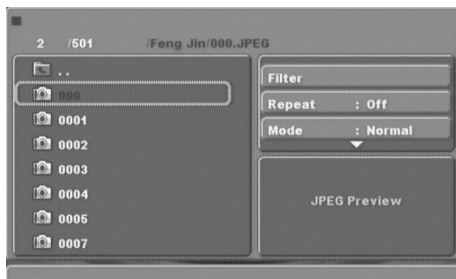 2 /501 /Feng Jin/000.JPEG
..
000
0001
0002
0003
0004
0005
0007
Filter
Repeat : Off
Mode : Normal
JPEG Preview